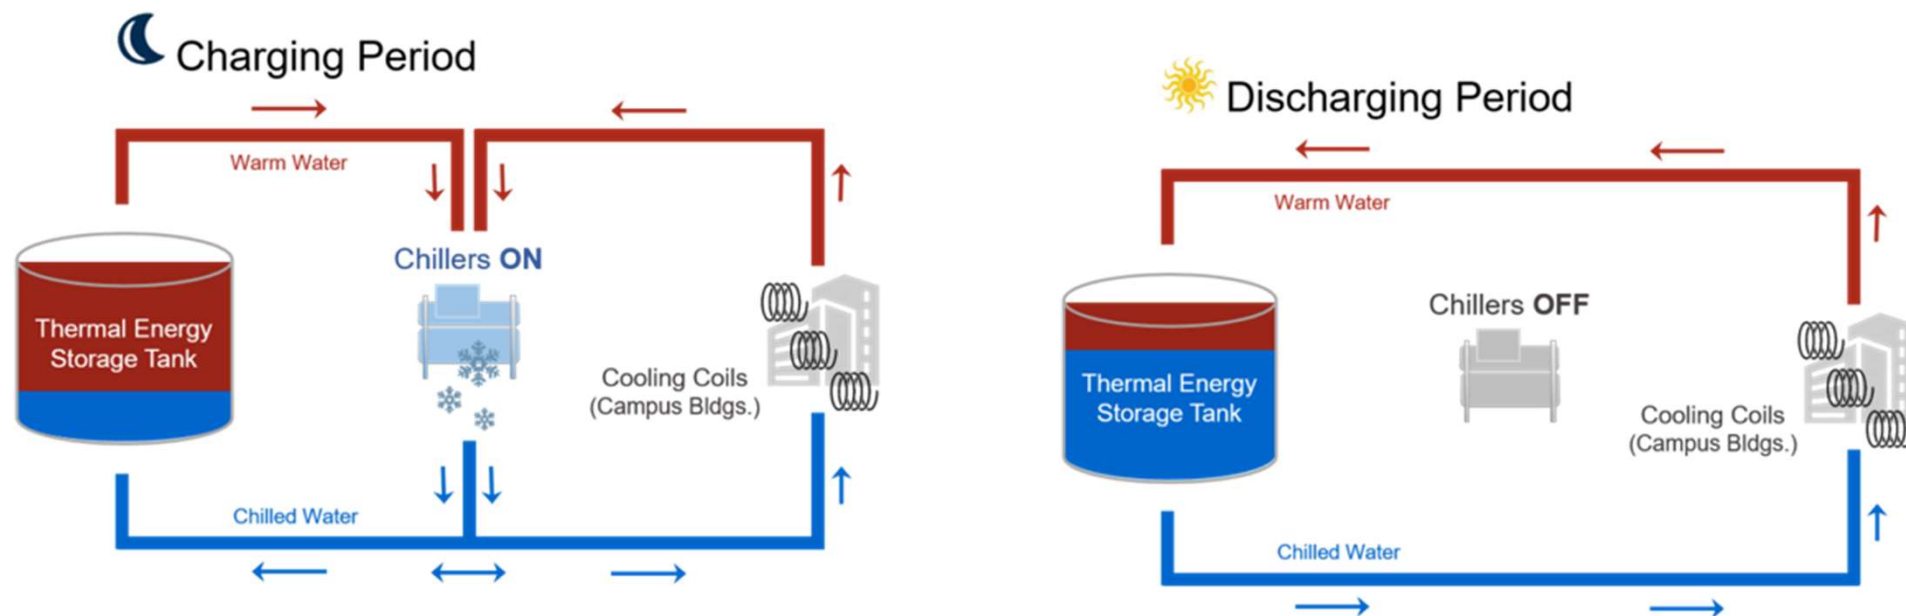 Charging Period
Warm Water
Chillers ON
Thermal Energy
Storage Tank
Cooling Coils
(Campus Bldgs.)
Chilled Water
Discharging Period
Warm Water
Chillers OFF
Thermal Energy
Storage Tank
Cooling Coils
(Campus Bldgs.)
Chilled Water